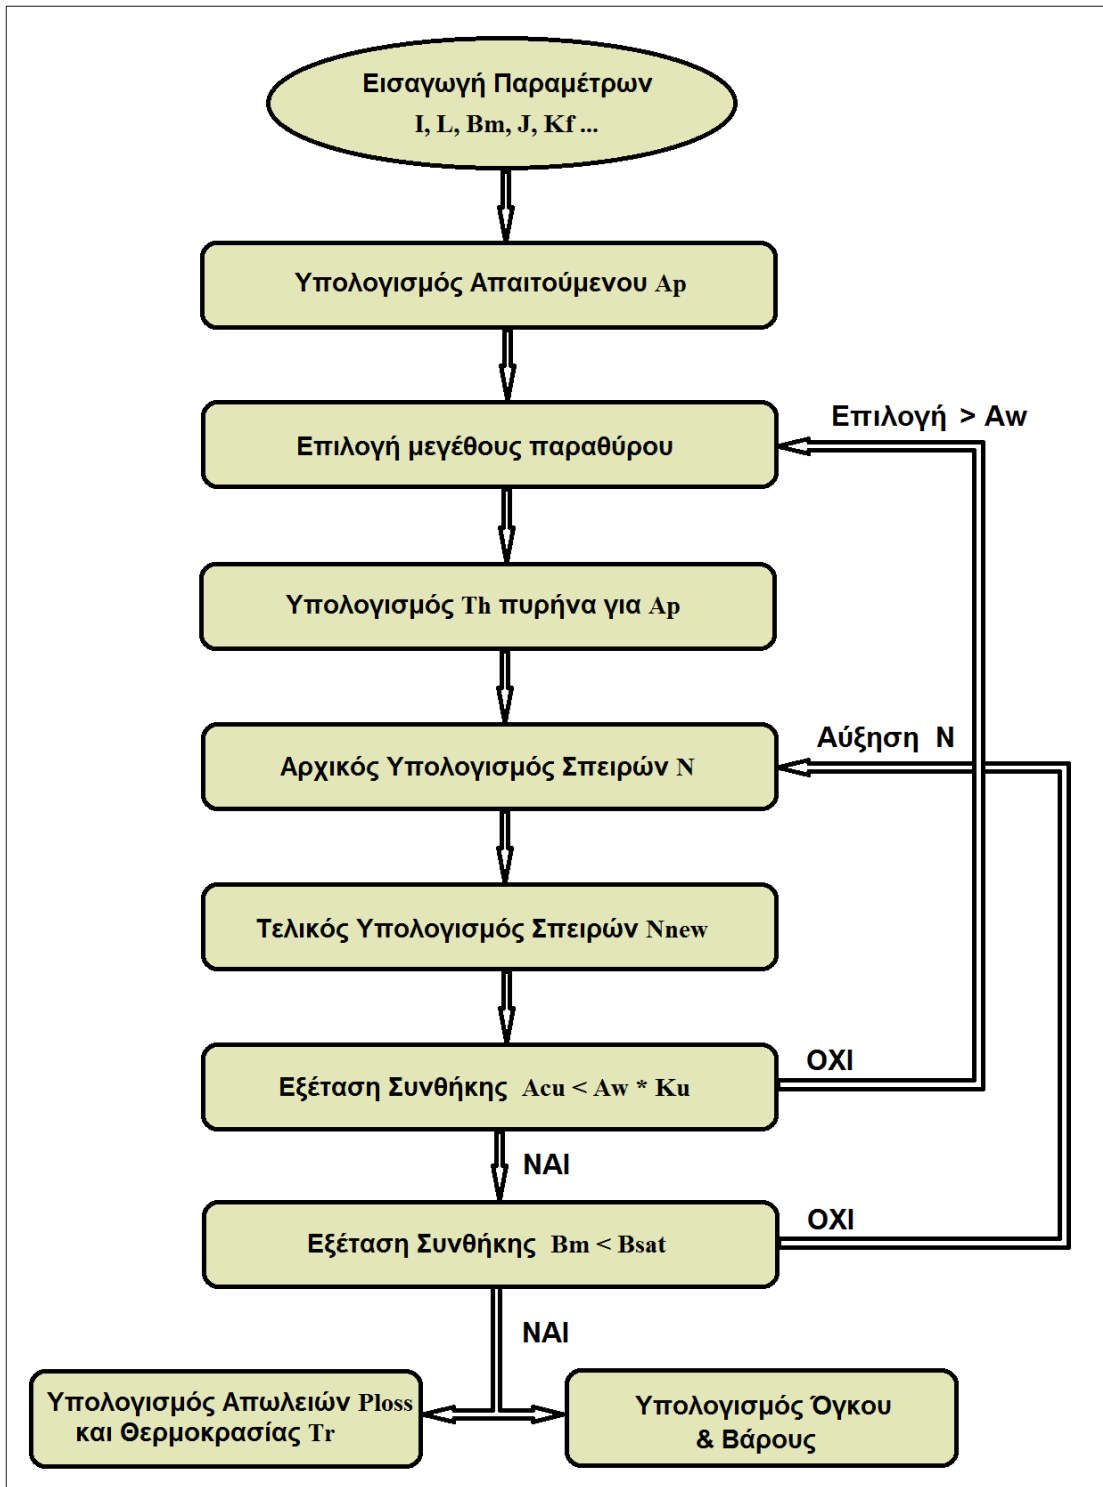 Εισαγωγή Παραμέτρων
I, L, Bm, J, Kf ...
Υπολογισμός Απαιτούμενου Ap
Επιλογή > Aw
Επιλογή μεγέθους παραθύρου
Υπολογισμός Th πυρήνα για Ap
Αύξηση N
Αρχικός Υπολογισμός Σπειρών N
Τελικός Υπολογισμός Σπειρών Nnew
Εξέταση Συνθήκης Acu < Aw * Ku
ΟΧΙ
ΝΑΙ
Εξέταση Συνθήκης Bm < Bsat
ΟΧΙ
ΝΑΙ
Υπολογισμός Απωλειών Ploss
και Θερμοκρασίας Tr
Υπολογισμός Όγκου
& Βάρους